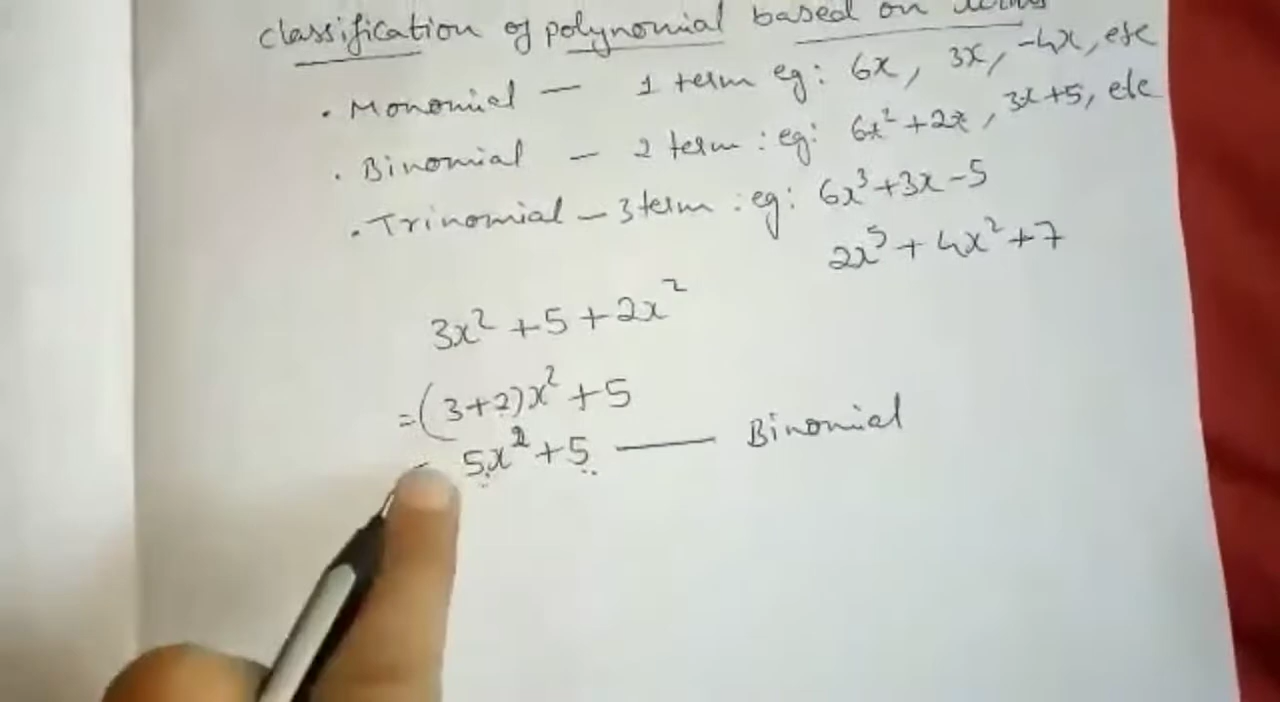 classification of polynomial based on terms
. Monomial — 1 term eg: 6x, 3x, -4x, etc
. Binomial — 2 term : eg: 6x² + 2x, 3x+5, etc
. Trinomial — 3 term : eg: 6x³+3x-5
2x⁵ + 4x² + 7
3x² + 5 + 2x²
= (3+2)x² + 5
= 5x² + 5 —— Binomial